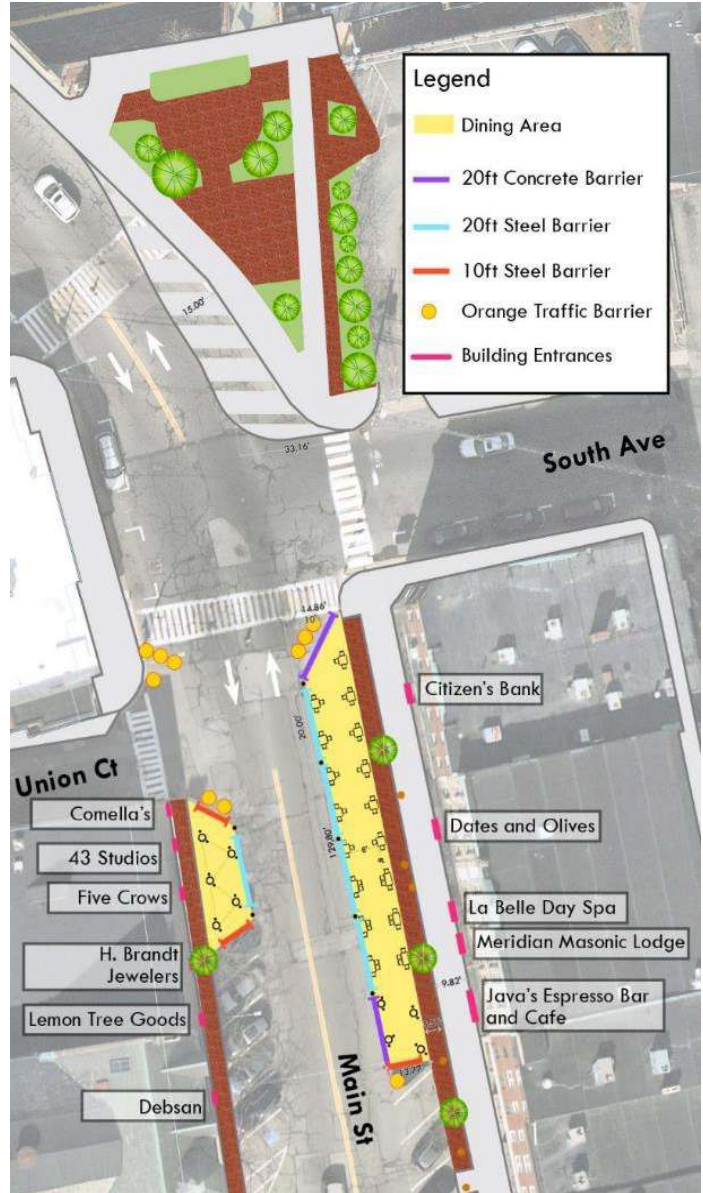 Legend
Dining Area
20ft Concrete Barrier
20ft Steel Barrier
10ft Steel Barrier
Orange Traffic Barrier
Building Entrances
15.00'
33.16'
South Ave
14.86'
10'
Citizen's Bank
20.00'
Union Ct
Comella's
43 Studios
Five Crows
H. Brandt
Jewelers
Lemon Tree Goods
Debsan
129.80'
Dates and Olives
La Belle Day Spa
Meridian Masonic Lodge
9.82'
Java's Espresso Bar
and Cafe
Main St